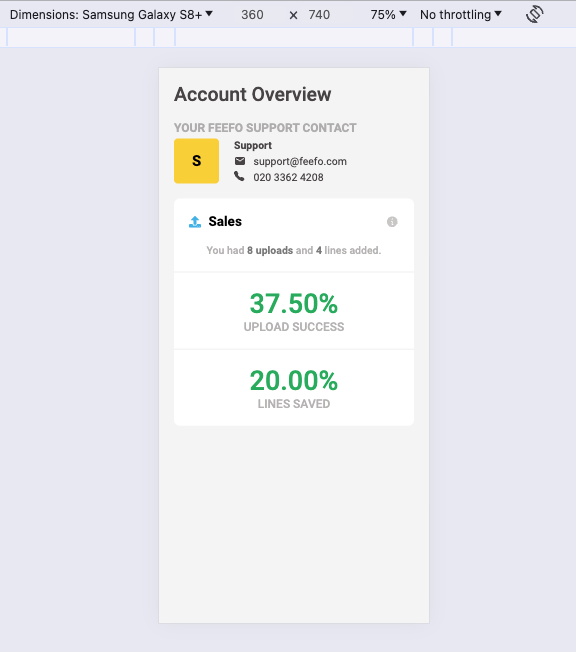 Dimensions: Samsung Galaxy S8+ 360 × 740 75% No throttling
Account Overview
YOUR FEEFO SUPPORT CONTACT
S
Support
support@feefo.com
020 3362 4208
Sales
You had 8 uploads and 4 lines added.
37.50%
UPLOAD SUCCESS
20.00%
LINES SAVED